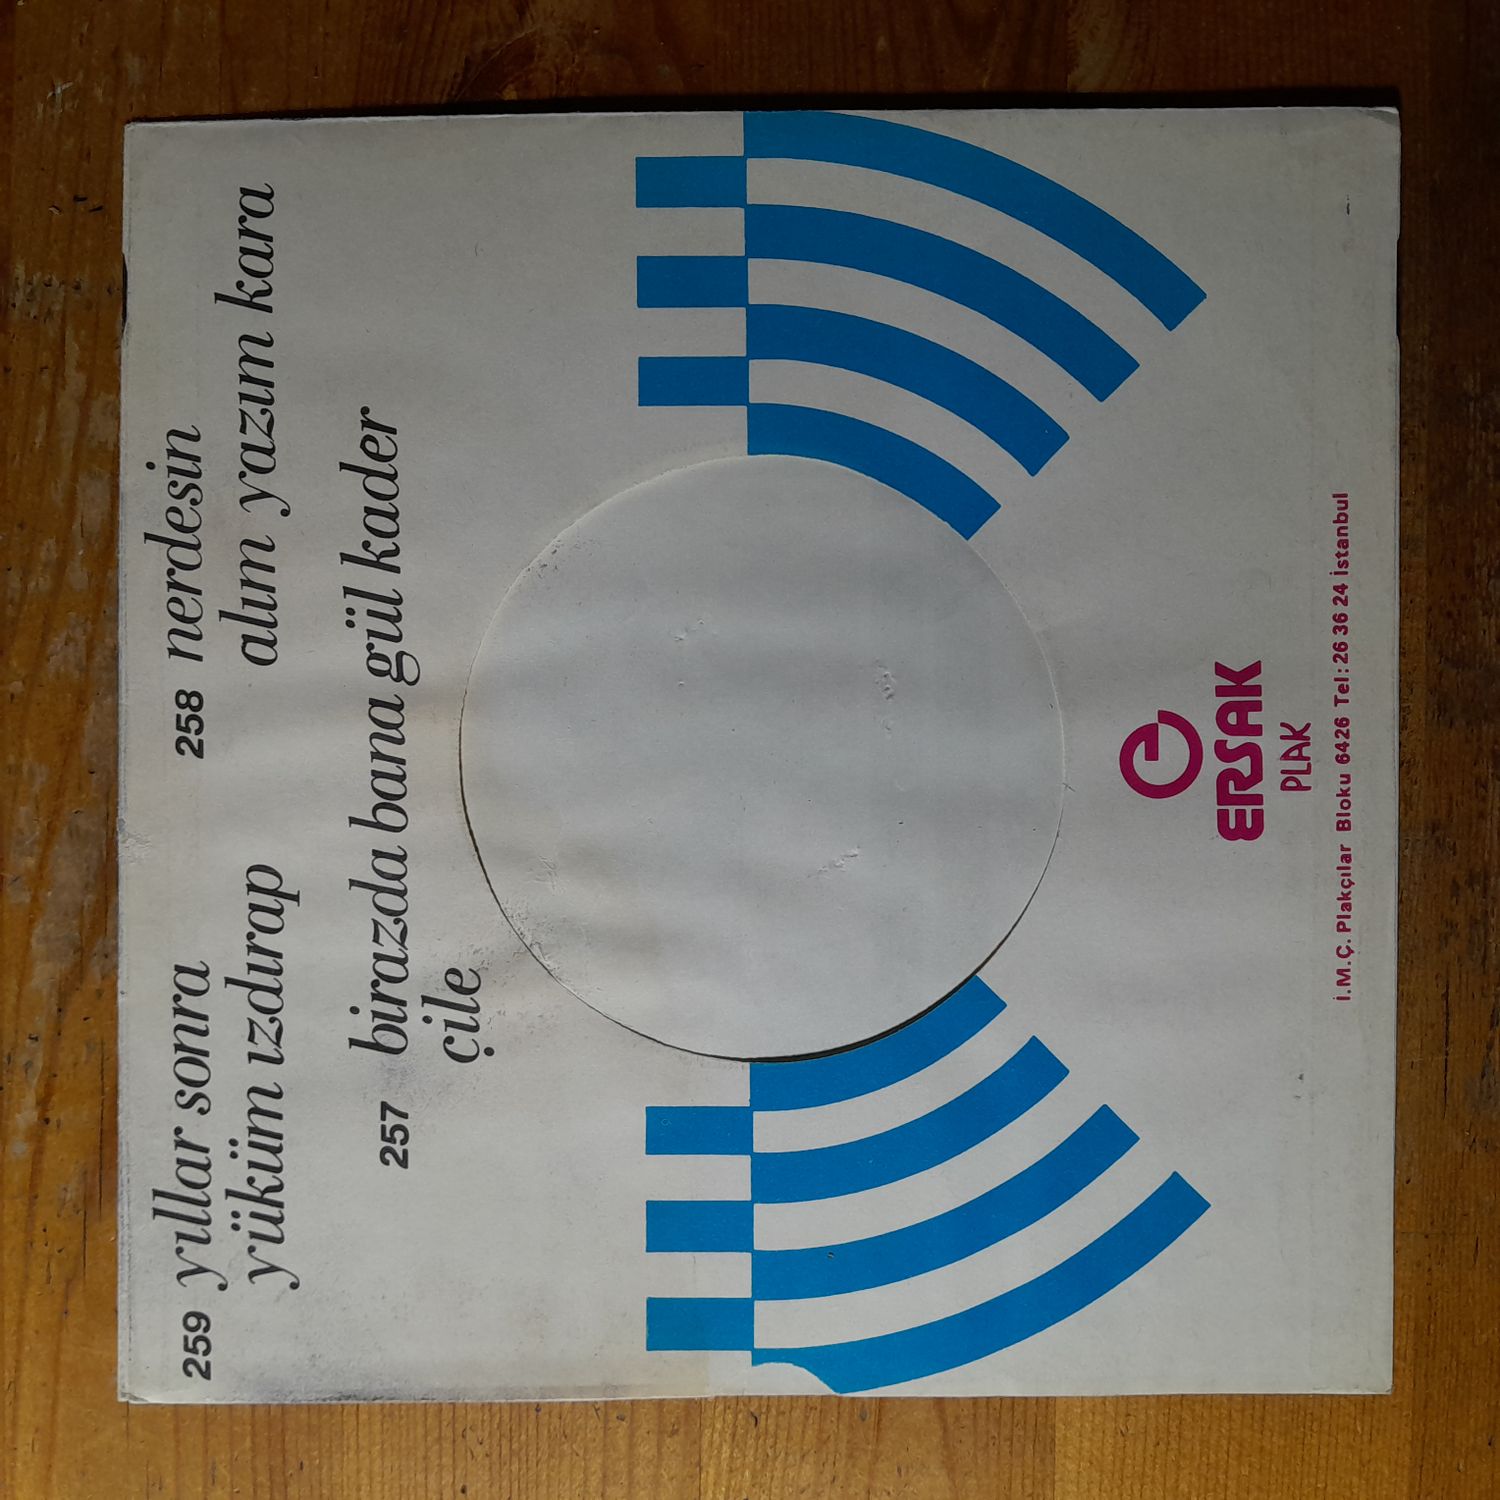 259 yıllar sonra
yüküm ızdırap
258 nerdesin
alım yazım kara
257 birazda bana gül kader
çile
e
ERSAK
PLAK
İ.M.Ç. Plakçılar Bloku 6426 Tel: 26 36 24 İstanbul